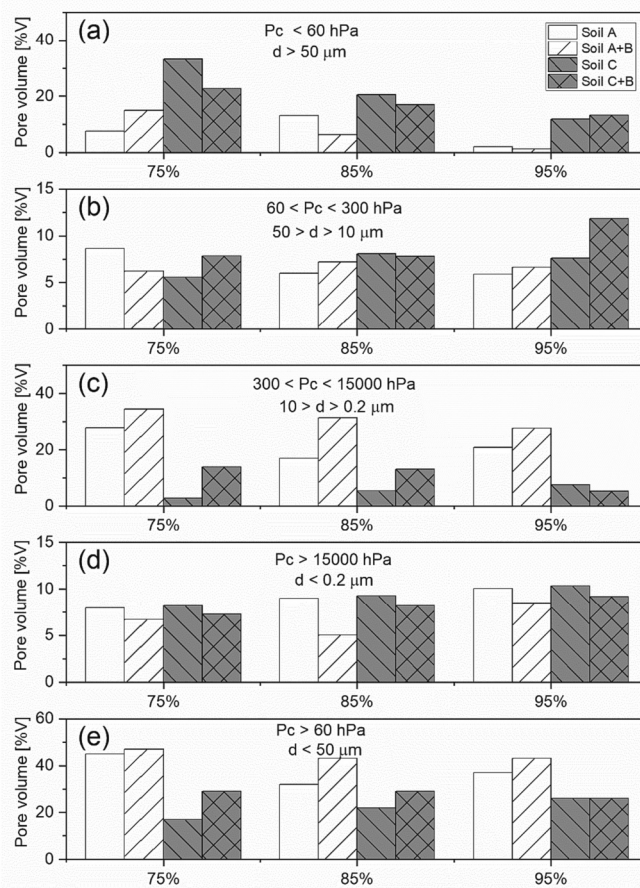 (a)
Pc < 60 hPa
d > 50 μm
Soil A
Soil A+B
Soil C
Soil C+B
Pore volume [%V]
40
20
0
75%
85%
95%
(b)
60 < Pc < 300 hPa
50 > d > 10 μm
Pore volume [%V]
15
10
5
0
75%
85%
95%
(c)
300 < Pc < 15000 hPa
10 > d > 0.2 μm
Pore volume [%V]
40
20
0
75%
85%
95%
(d)
Pc > 15000 hPa
d < 0.2 μm
Pore volume [%V]
15
10
5
0
75%
85%
95%
(e)
Pc > 60 hPa
d < 50 μm
Pore volume [%V]
60
40
20
0
75%
85%
95%